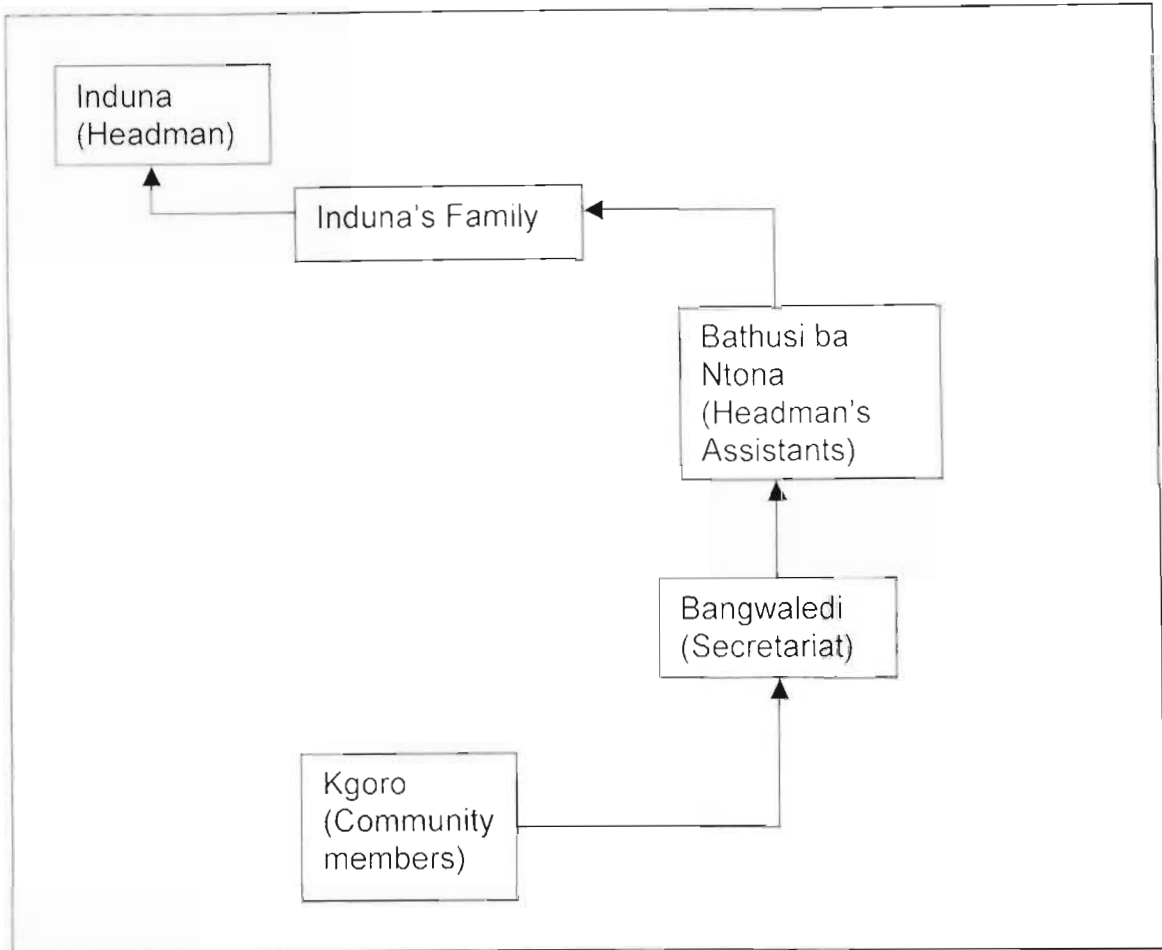 Induna
(Headman)
Induna's Family
Bathusi ba
Ntona
(Headman's
Assistants)
Bangwaledi
(Secretariat)
Kgoro
(Community
members)